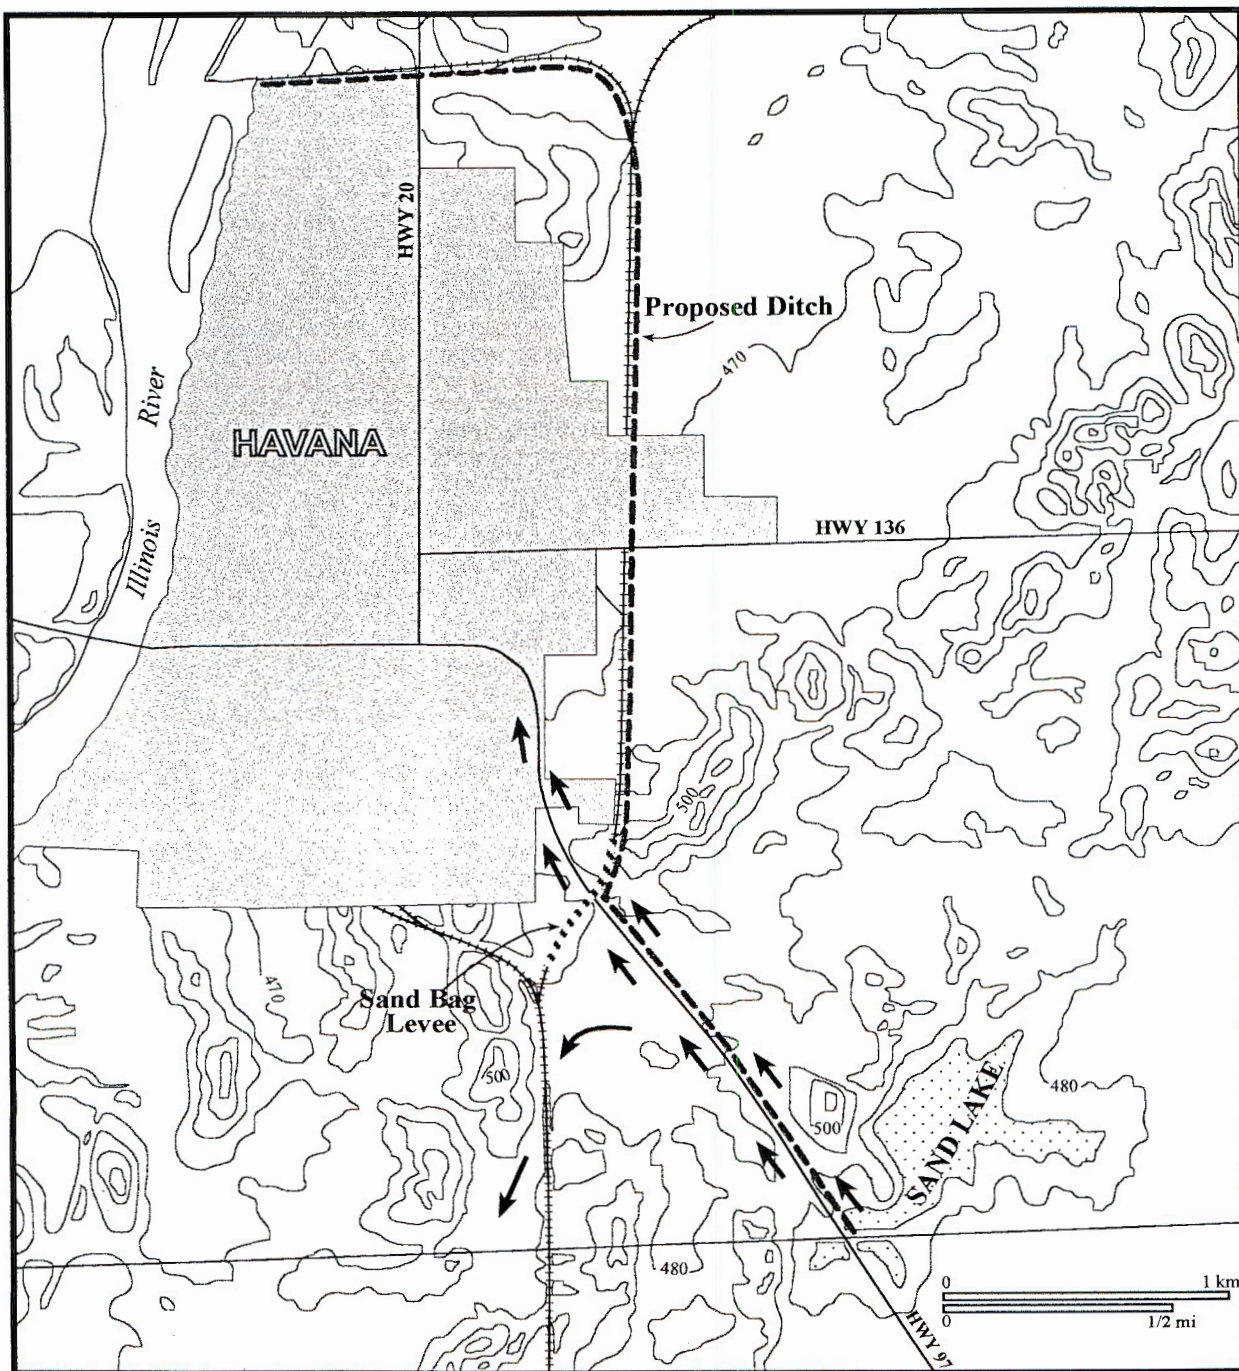 HWY 20
Proposed Ditch
470
River
HAVANA
HWY 136
Illinois
500
470
Sand Bag
Levee
500
480
500
SAND LAKE
480
0
1 km
0
1/2 mi
HWY 97